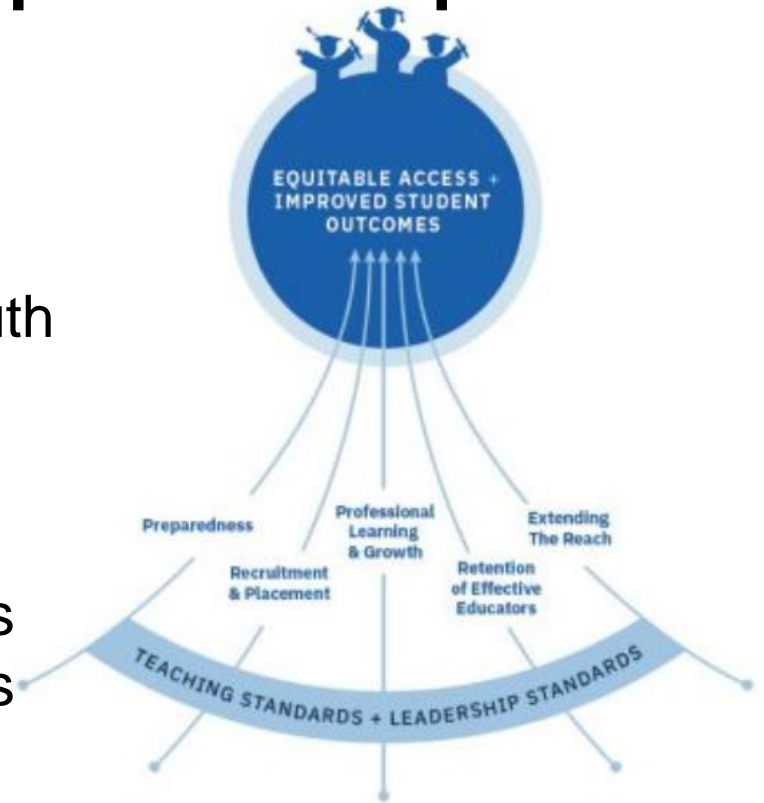 EQUITABLE ACCESS +
IMPROVED STUDENT
OUTCOMES
Preparedness
Recruitment
& Placement
Professional
Learning
& Growth
Retention
of Effective
Educators
Extending
The Reach
TEACHING STANDARDS + LEADERSHIP STANDARDS